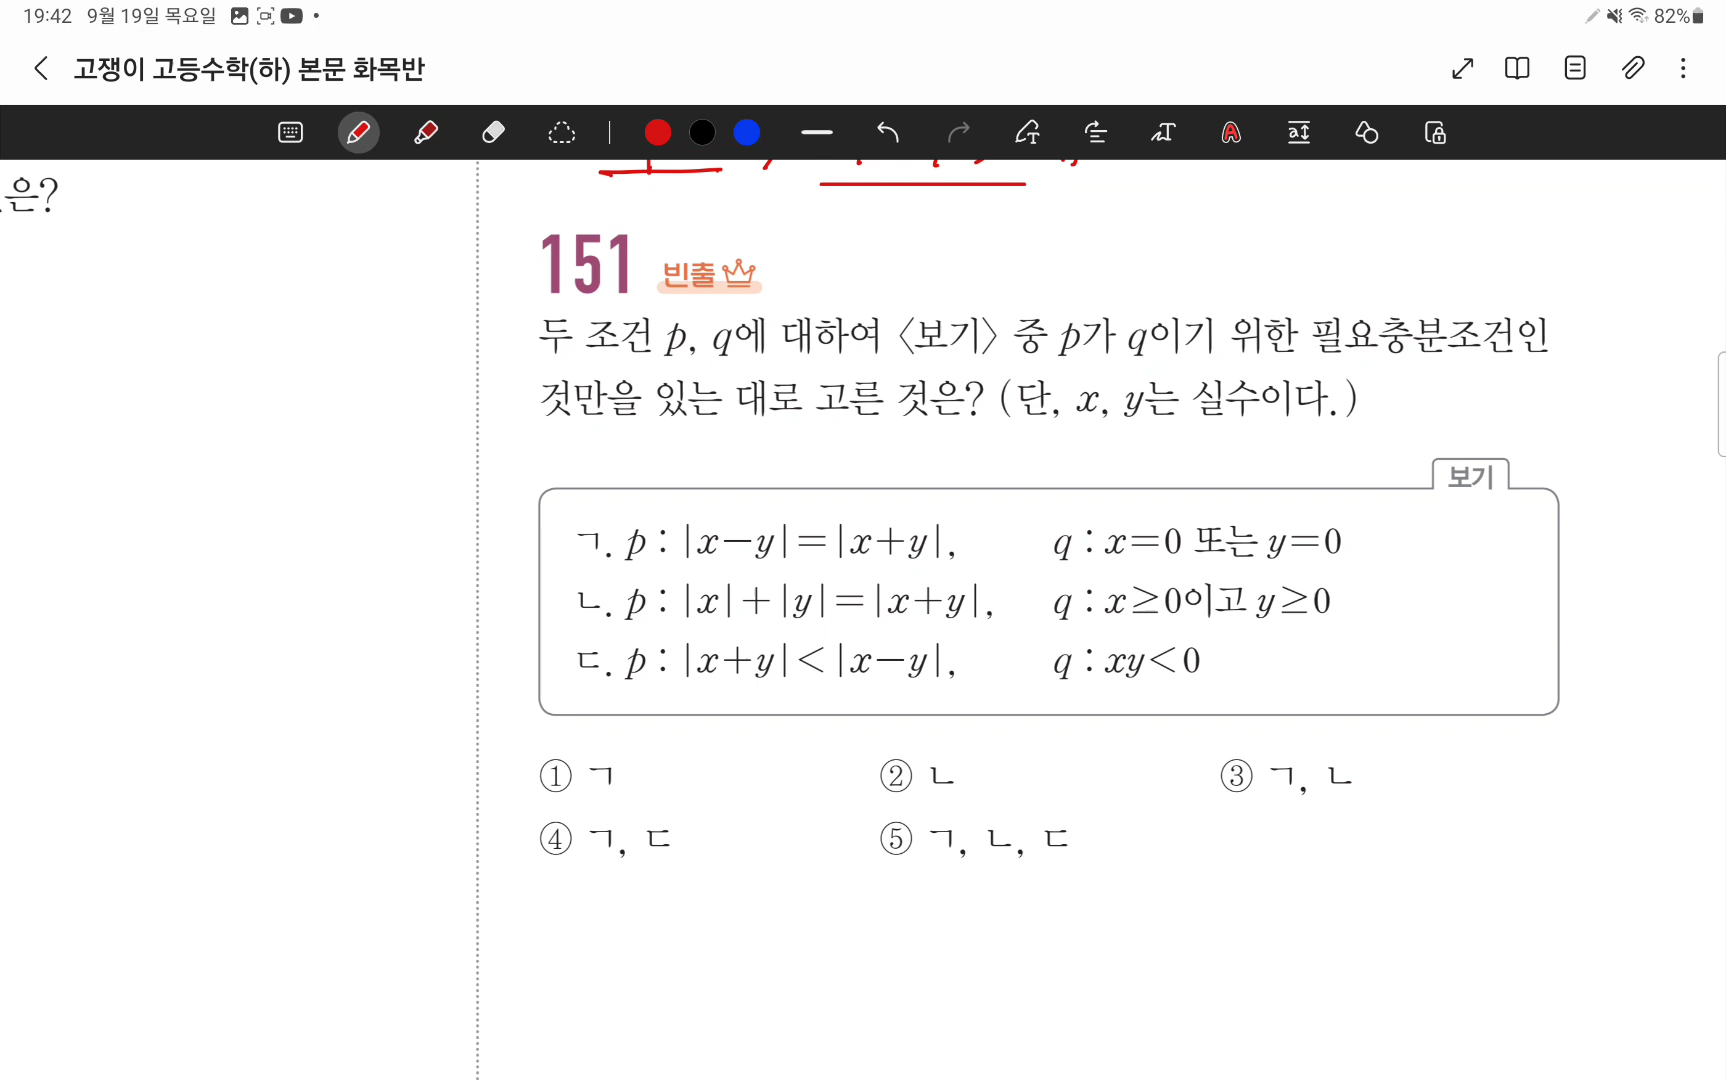 19:42 9월 19일 목요일
82%
고쟁이 고등수학(하) 본문 화목반
은?
151 빈출
두 조건 p, q에 대하여 〈보기〉 중 p가 q이기 위한 필요충분조건인
것만을 있는 대로 고른 것은? (단, x, y는 실수이다.)
보기
ㄱ. p : |x−y|=|x+y|, q : x=0 또는 y=0
ㄴ. p : |x|+|y|=|x+y|, q : x≥0이고 y≥0
ㄷ. p : |x+y|<|x−y|, q : xy<0
① ㄱ ② ㄴ ③ ㄱ, ㄴ
④ ㄱ, ㄷ ⑤ ㄱ, ㄴ, ㄷ